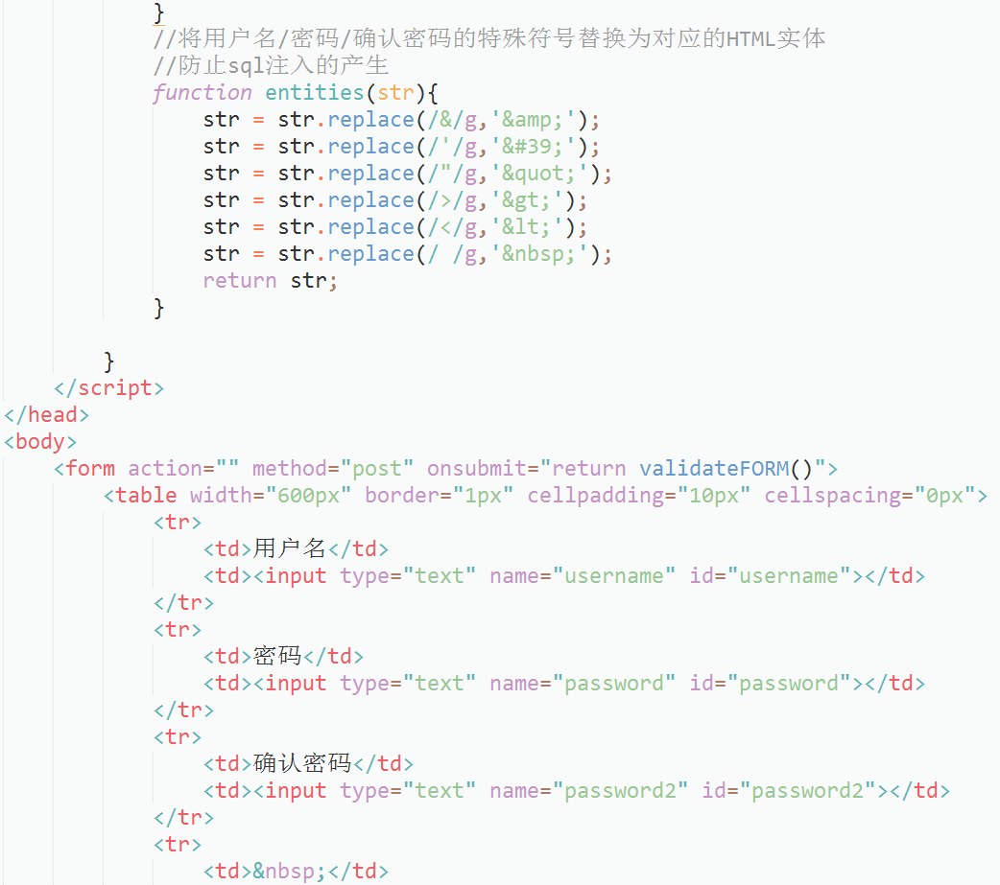 }
//将用户名/密码/确认密码的特殊符号替换为对应的HTML实体
//防止sql注入的产生
function entities(str){
str = str.replace(/&/g,'&amp;');
str = str.replace(/'/g,'&#39;');
str = str.replace(/"/g,'&quot;');
str = str.replace(/>/g,'&gt;');
str = str.replace(/</g,'&lt;');
str = str.replace(/ /g,'&nbsp;');
return str;
}
}
</script>
</head>
<body>
<form action="" method="post" onsubmit="return validateFORM()">
<table width="600px" border="1px" cellpadding="10px" cellspacing="0px">
<tr>
<td>用户名</td>
<td><input type="text" name="username" id="username"></td>
</tr>
<tr>
<td>密码</td>
<td><input type="text" name="password" id="password"></td>
</tr>
<tr>
<td>确认密码</td>
<td><input type="text" name="password2" id="password2"></td>
</tr>
<tr>
<td>&nbsp;</td>